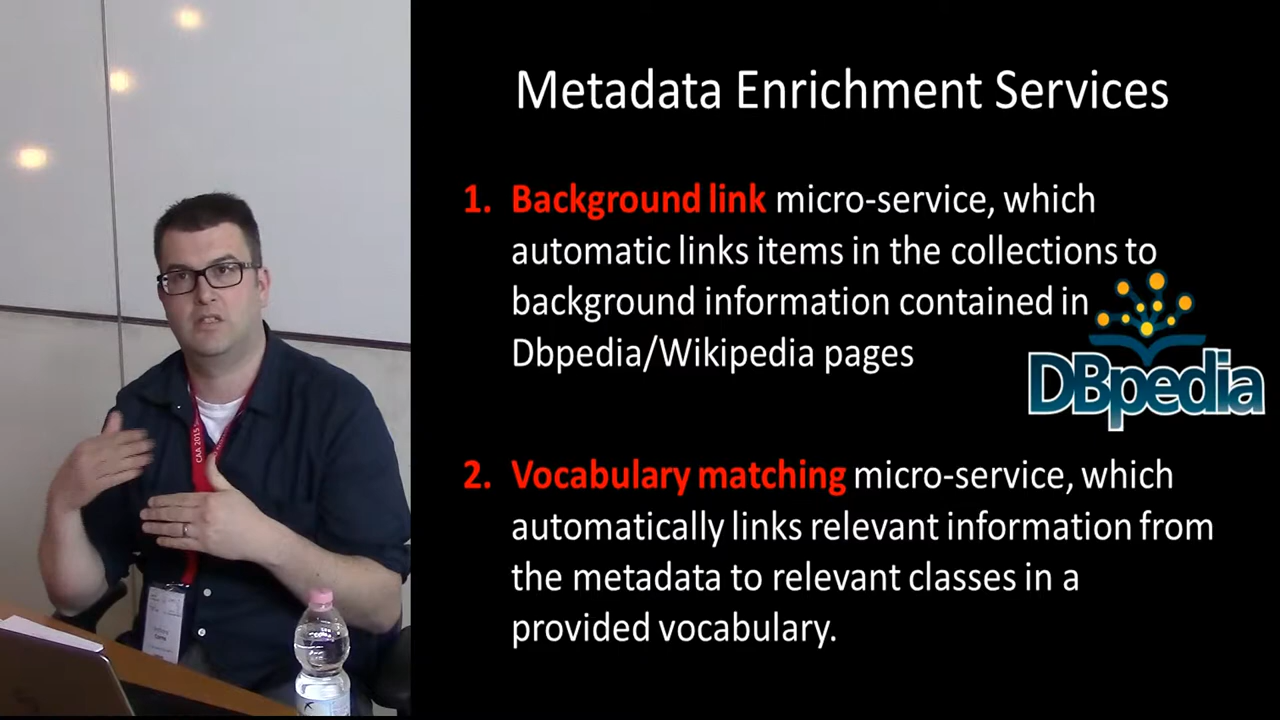 Metadata Enrichment Services
1. Background link micro-service, which
automatic links items in the collections to
background information contained in
Dbpedia/Wikipedia pages
DBpedia
2. Vocabulary matching micro-service, which
automatically links relevant information from
the metadata to relevant classes in a
provided vocabulary.
CAA 2015